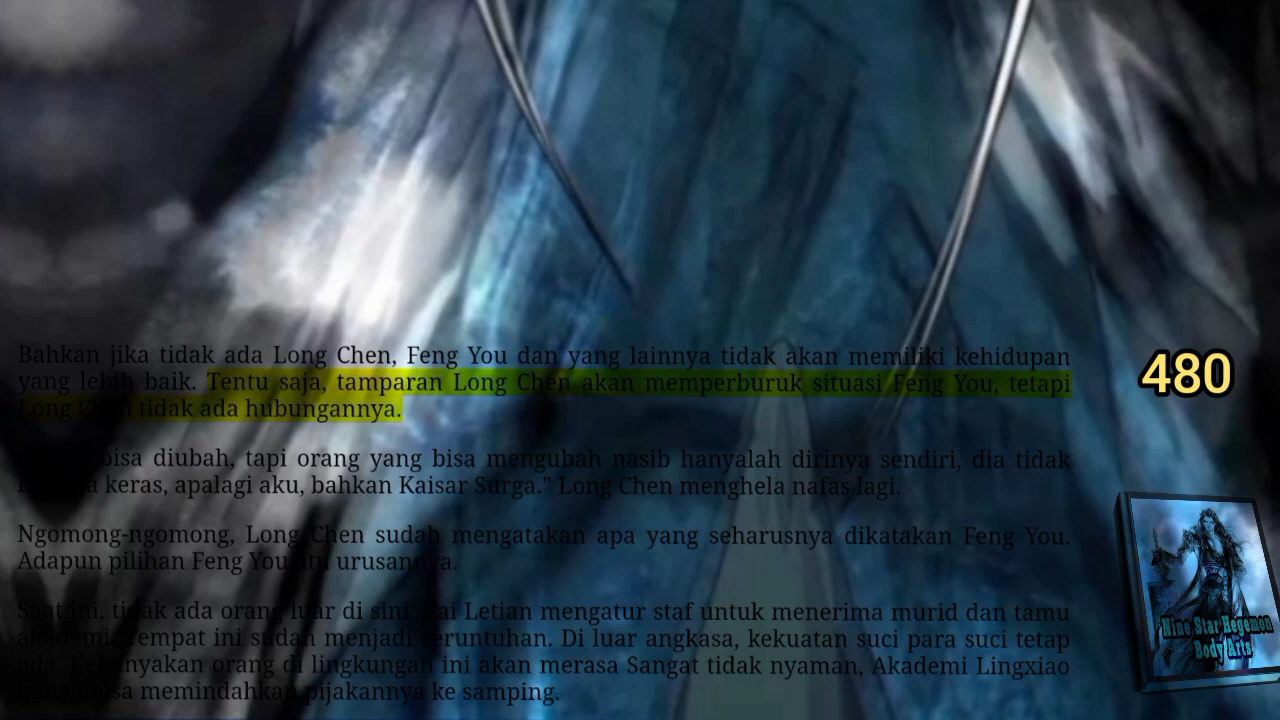 Bahkan jika tidak ada Long Chen, Feng You dan yang lainnya tidak akan memiliki kehidupan
yang lebih baik. Tentu saja, tamparan Long Chen akan memperburuk situasi Feng You, tetapi
Long Chen tidak ada hubungannya.
bisa diubah, tapi orang yang bisa mengubah nasib hanyalah dirinya sendiri, dia tidak
keras, apalagi aku, bahkan Kaisar Surga.” Long Chen menghela nafas lagi.
Ngomong-ngomong, Long Chen sudah mengatakan apa yang seharusnya dikatakan Feng You.
Adapun pilihan Feng You, itu urusannya.
Saat ini, tidak ada orang luar di sini. Bai Letian mengatur staf untuk menerima murid dan tamu
akademi. Tempat ini sudah menjadi reruntuhan. Di luar angkasa, kekuatan suci para suci tetap
ada. Kebanyakan orang di lingkungan ini akan merasa Sangat tidak nyaman, Akademi Lingxiao
hanya bisa memindahkan pijakannya ke samping.
480
Nine Star Hegemon
Body Arts